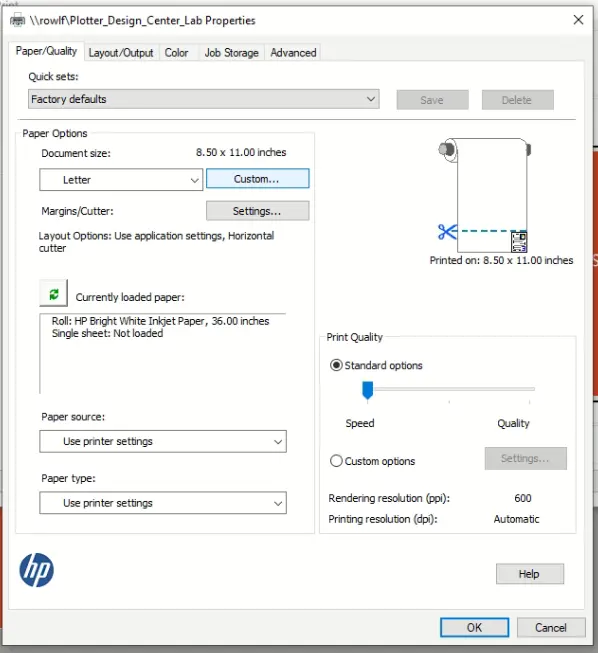 \\rowlf\Plotter_Design_Center_Lab Properties
Paper/Quality Layout/Output Color Job Storage Advanced
Quick sets:
Factory defaults
Save Delete
Paper Options
Document size: 8.50 x 11.00 inches
Letter Custom...
Margins/Cutter: Settings...
Layout Options: Use application settings, Horizontal
cutter
Printed on: 8.50 x 11.00 inches
Currently loaded paper:
Roll: HP Bright White Inkjet Paper, 36.00 inches
Single sheet: Not loaded
Print Quality
Standard options
Speed Quality
Paper source:
Use printer settings
Custom options Settings...
Paper type:
Use printer settings
Rendering resolution (ppi): 600
Printing resolution (dpi): Automatic
hp
Help
OK Cancel